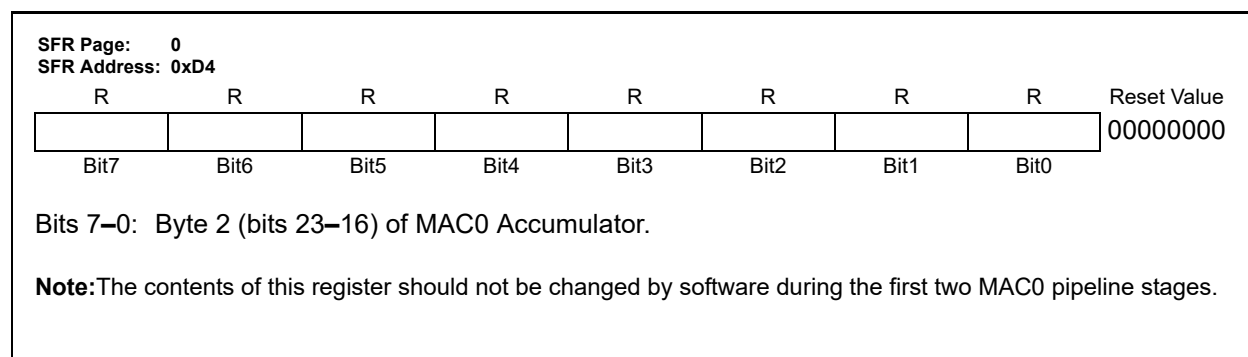 SFR Page: 0
SFR Address: 0xD4
R R R R R R R R Reset Value
00000000
Bit7 Bit6 Bit5 Bit4 Bit3 Bit2 Bit1 Bit0
Bits 7–0: Byte 2 (bits 23–16) of MAC0 Accumulator.
Note:The contents of this register should not be changed by software during the first two MAC0 pipeline stages.